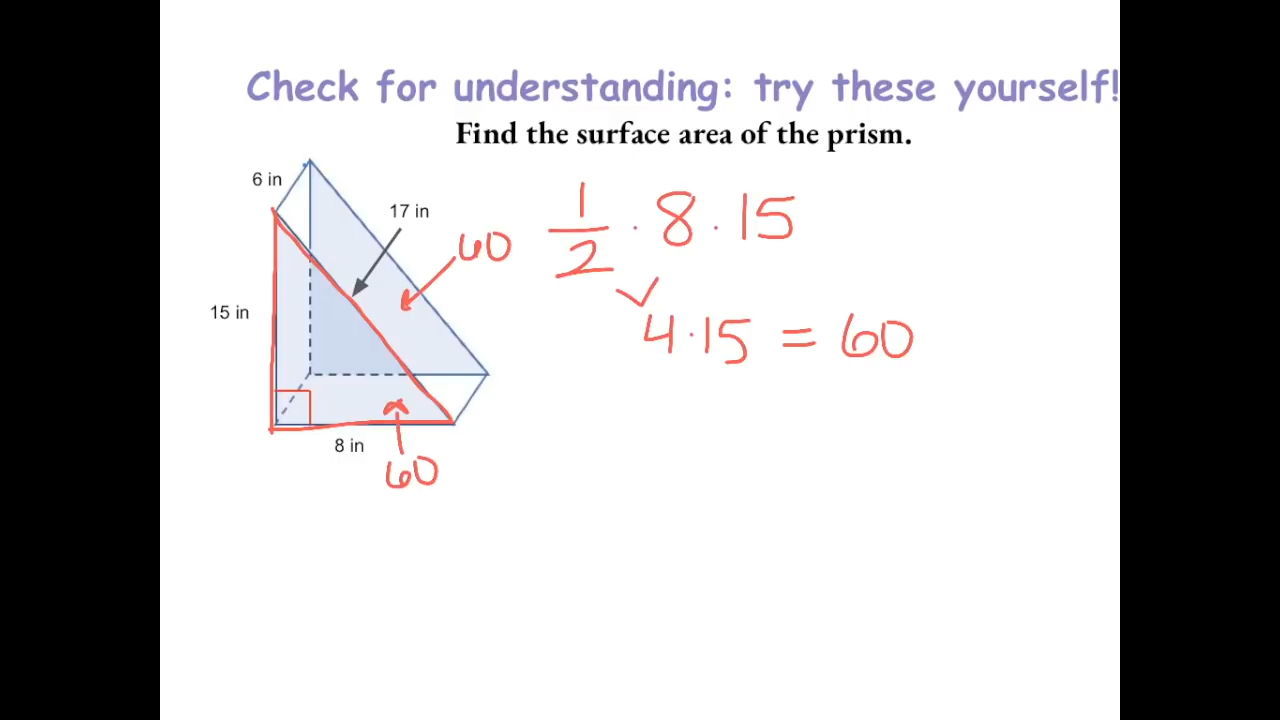 Check for understanding: try these yourself!
Find the surface area of the prism.
6 in
17 in
60
1/2 · 8 · 15
15 in
4 · 15 = 60
8 in
60